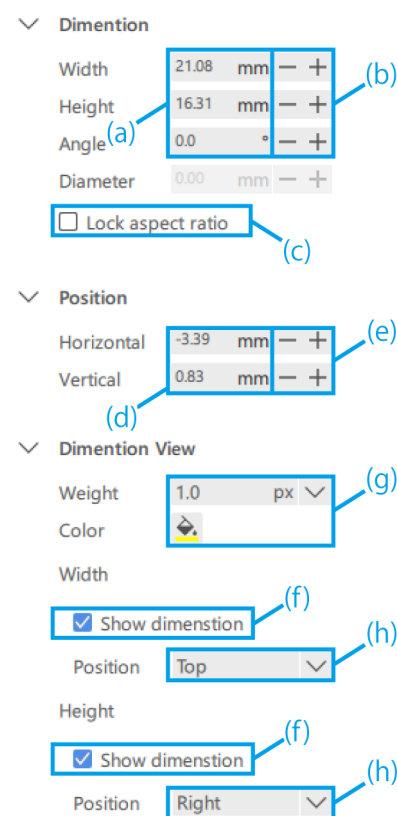 Dimention
Width 21.08 mm − + (b)
Height 16.31 mm − +
(a)
Angle 0.0 ° − +
Diameter 0.00 mm − +
Lock aspect ratio
(c)
Position
Horizontal -3.39 mm − + (e)
Vertical 0.83 mm − +
(d)
Dimention View
Weight 1.0 px (g)
Color
Width
(f)
Show dimenstion
(h)
Position Top
Height
(f)
Show dimenstion
(h)
Position Right